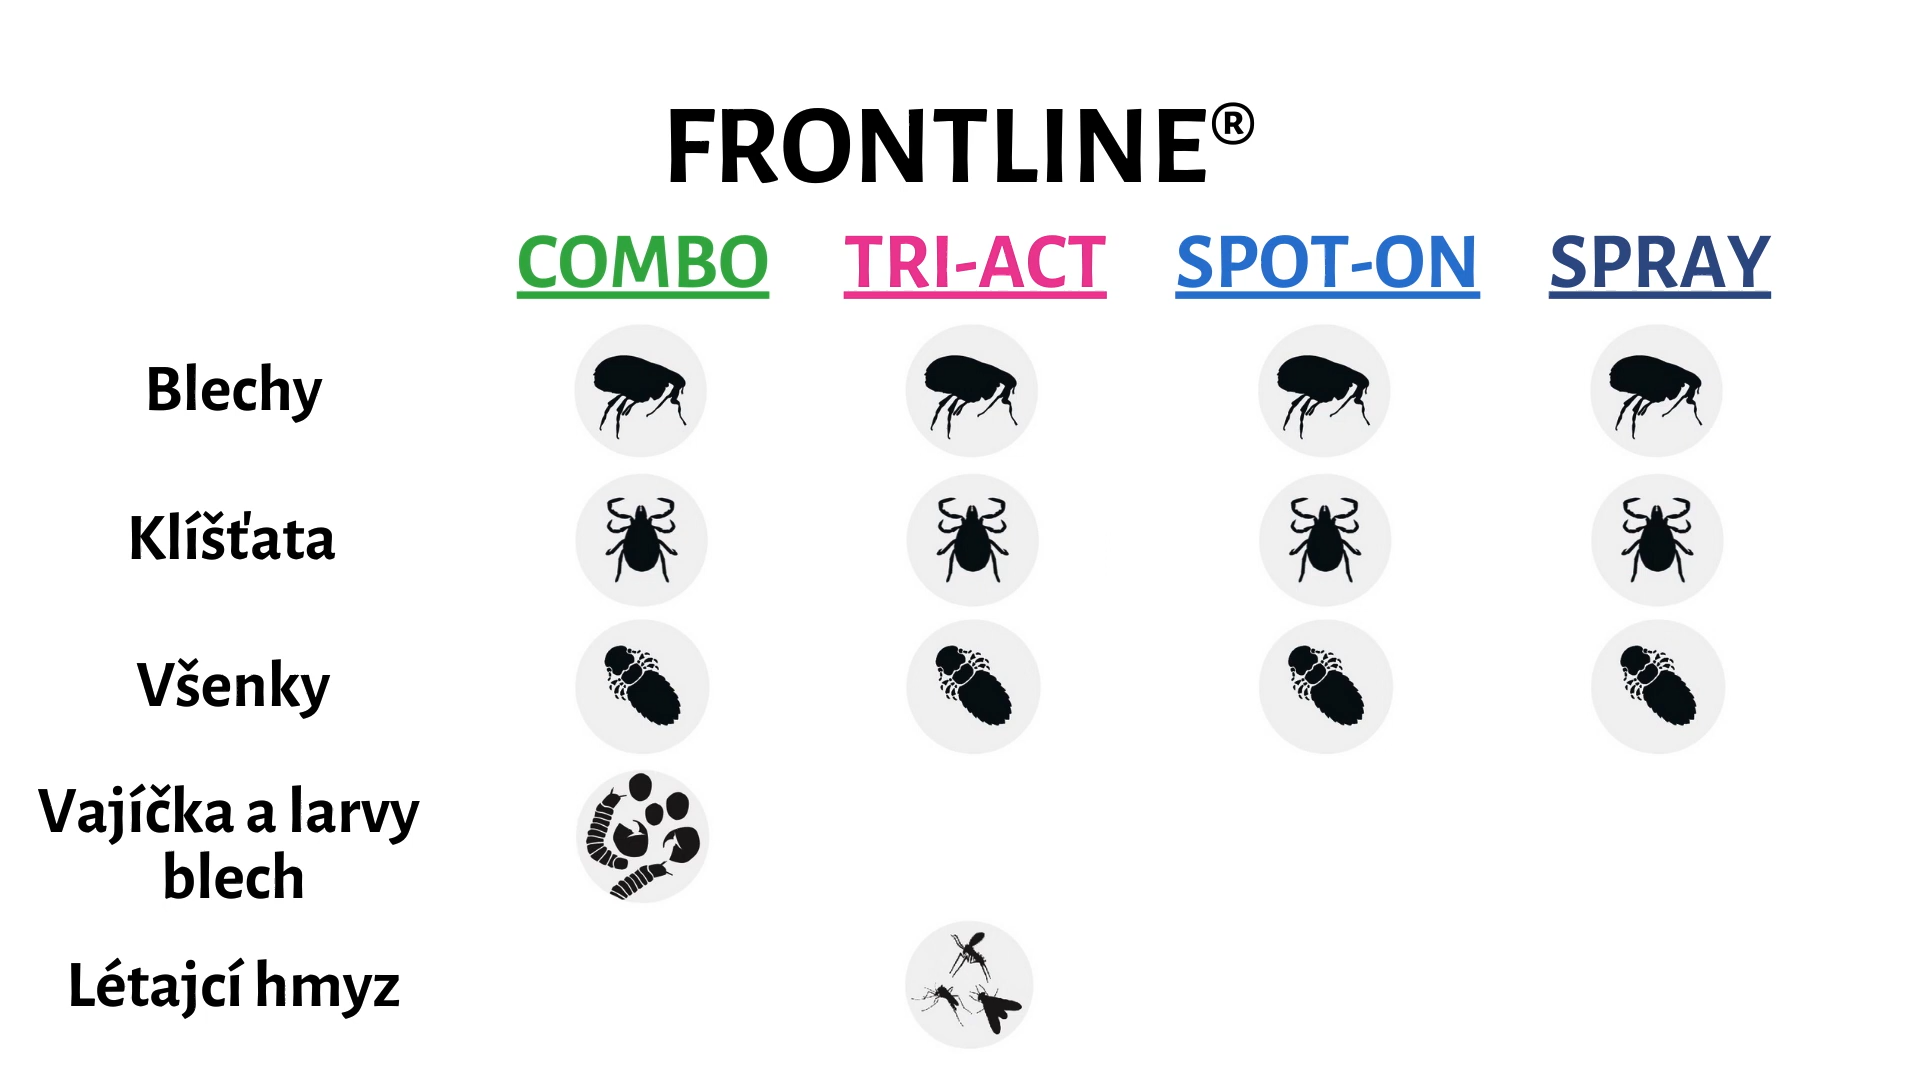 FRONTLINE®
COMBO TRI-ACT SPOT-ON SPRAY
Blechy
Klíšťata
Všenky
Vajíčka a larvy
blech
Létajcí hmyz